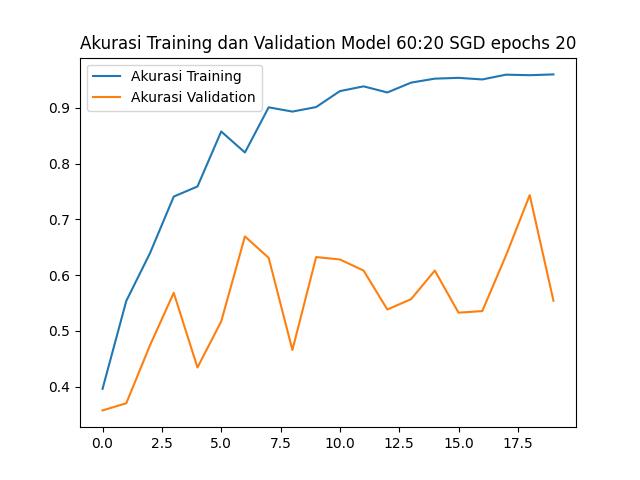 Akurasi Training dan Validation Model 60:20 SGD epochs 20
Akurasi Training
Akurasi Validation
0.9
0.8
0.7
0.6
0.5
0.4
0.0 2.5 5.0 7.5 10.0 12.5 15.0 17.5